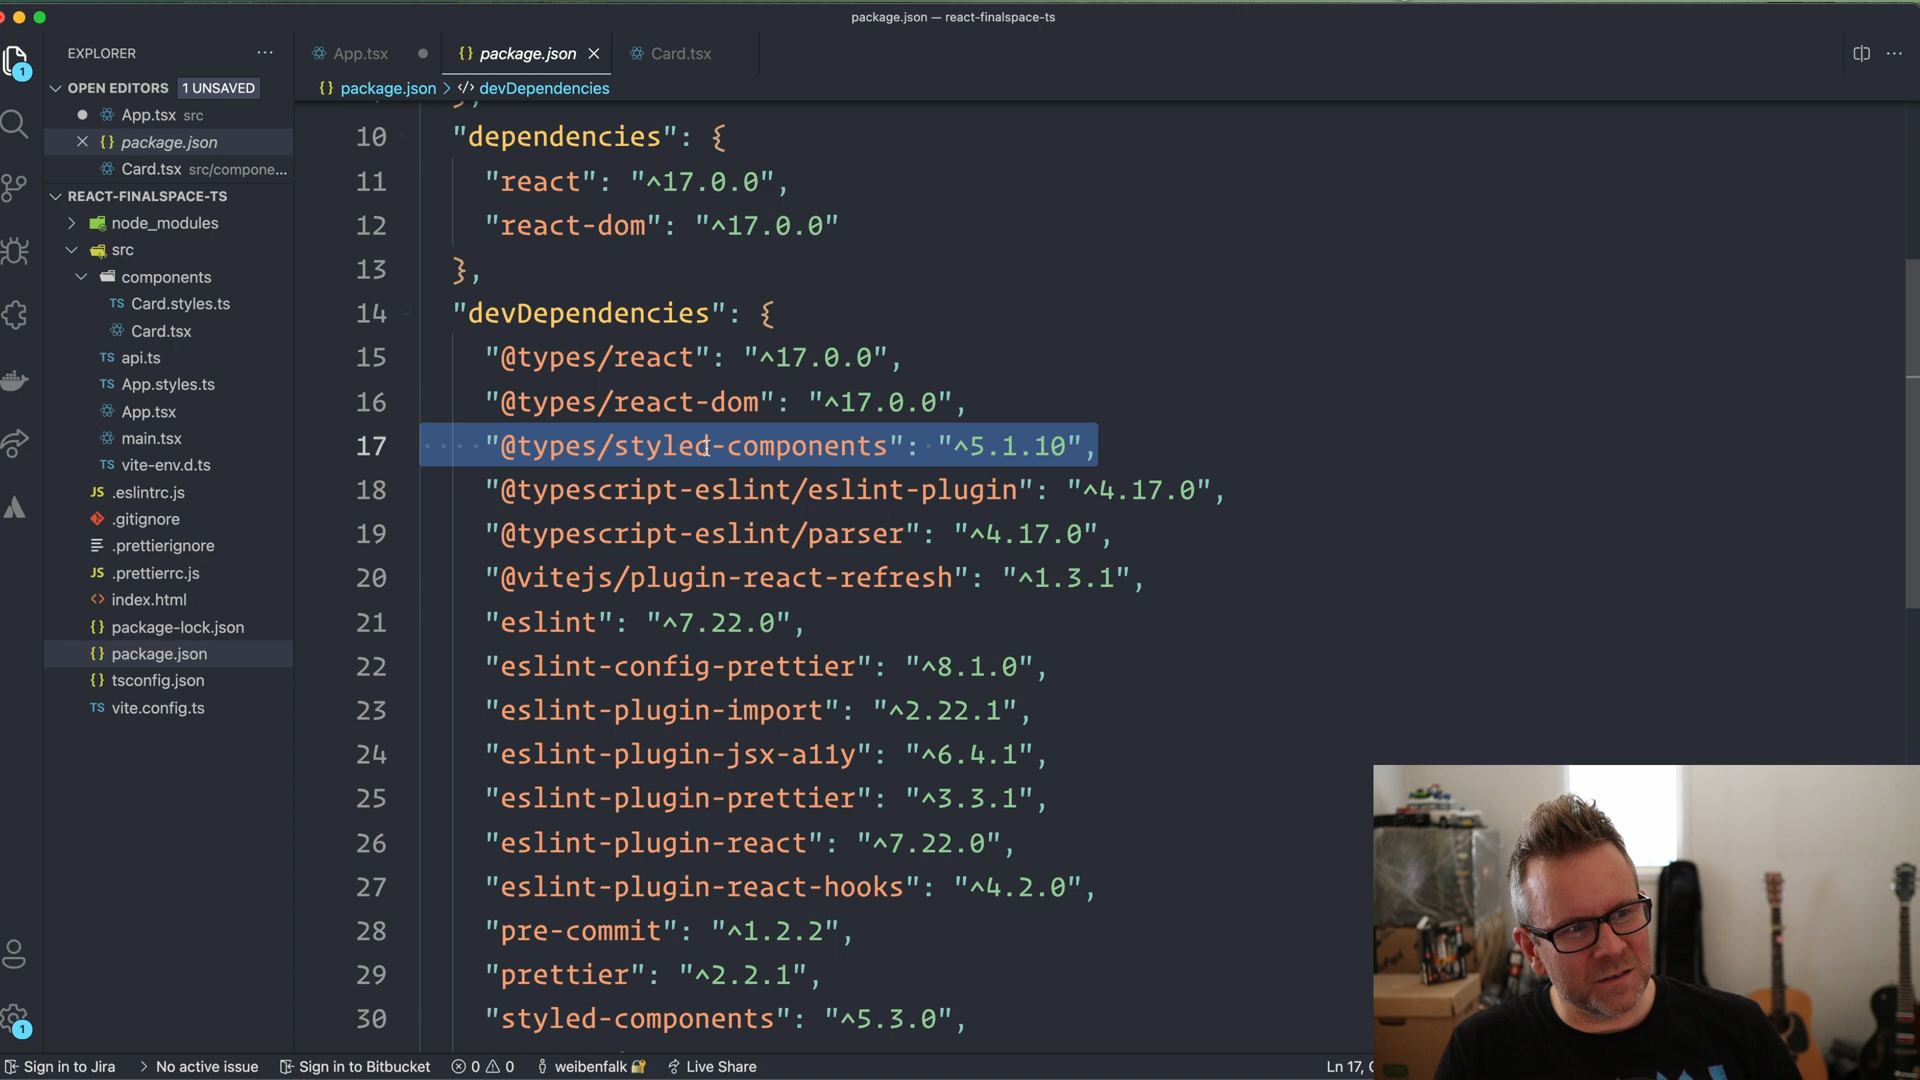 package.json — react-finalspace-ts
EXPLORER
App.tsx
package.json
Card.tsx
package.json > devDependencies
1
OPEN EDITORS 1 UNSAVED
App.tsx src
package.json
Card.tsx src/compone...
REACT-FINALSPACE-TS
node_modules
src
components
TS Card.styles.ts
Card.tsx
TS api.ts
TS App.styles.ts
App.tsx
main.tsx
TS vite-env.d.ts
JS .eslintrc.js
.gitignore
.prettierignore
JS .prettierrc.js
<> index.html
{} package-lock.json
{} package.json
{} tsconfig.json
TS vite.config.ts
10 "dependencies": {
11 "react": "^17.0.0",
12 "react-dom": "^17.0.0"
13 },
14 "devDependencies": {
15 "@types/react": "^17.0.0",
16 "@types/react-dom": "^17.0.0",
17 "@types/styled-components": "^5.1.10",
18 "@typescript-eslint/eslint-plugin": "^4.17.0",
19 "@typescript-eslint/parser": "^4.17.0",
20 "@vitejs/plugin-react-refresh": "^1.3.1",
21 "eslint": "^7.22.0",
22 "eslint-config-prettier": "^8.1.0",
23 "eslint-plugin-import": "^2.22.1",
24 "eslint-plugin-jsx-a11y": "^6.4.1",
25 "eslint-plugin-prettier": "^3.3.1",
26 "eslint-plugin-react": "^7.22.0",
27 "eslint-plugin-react-hooks": "^4.2.0",
28 "pre-commit": "^1.2.2",
29 "prettier": "^2.2.1",
30 "styled-components": "^5.3.0",
1
Sign in to Jira > No active issue Sign in to Bitbucket 0 0 weibenfalk Live Share Ln 17,